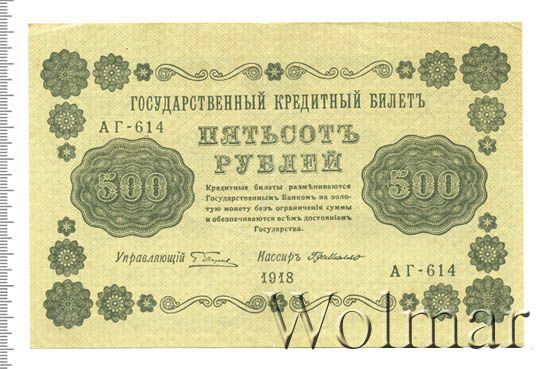 ГОСУДАРСТВЕННЫЙ КРЕДИТНЫЙ БИЛЕТЪ
АГ-614
ПЯТЬСОТЪ
РУБЛЕЙ
500
500
Кредитные билеты размѣниваются
Государственнымъ Банкомъ на золо-
тую монету безъ ограниченія суммы
и обезпечиваются всѣмъ достояніемъ
Государства.
Управляющій
Кассиръ
1918
АГ-614
Wolmar